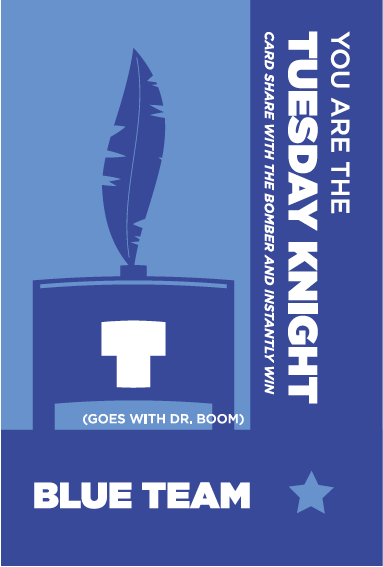 YOU ARE THE
TUESDAY KNIGHT
CARD SHARE WITH THE BOMBER AND INSTANTLY WIN
T
(GOES WITH DR. BOOM)
BLUE TEAM